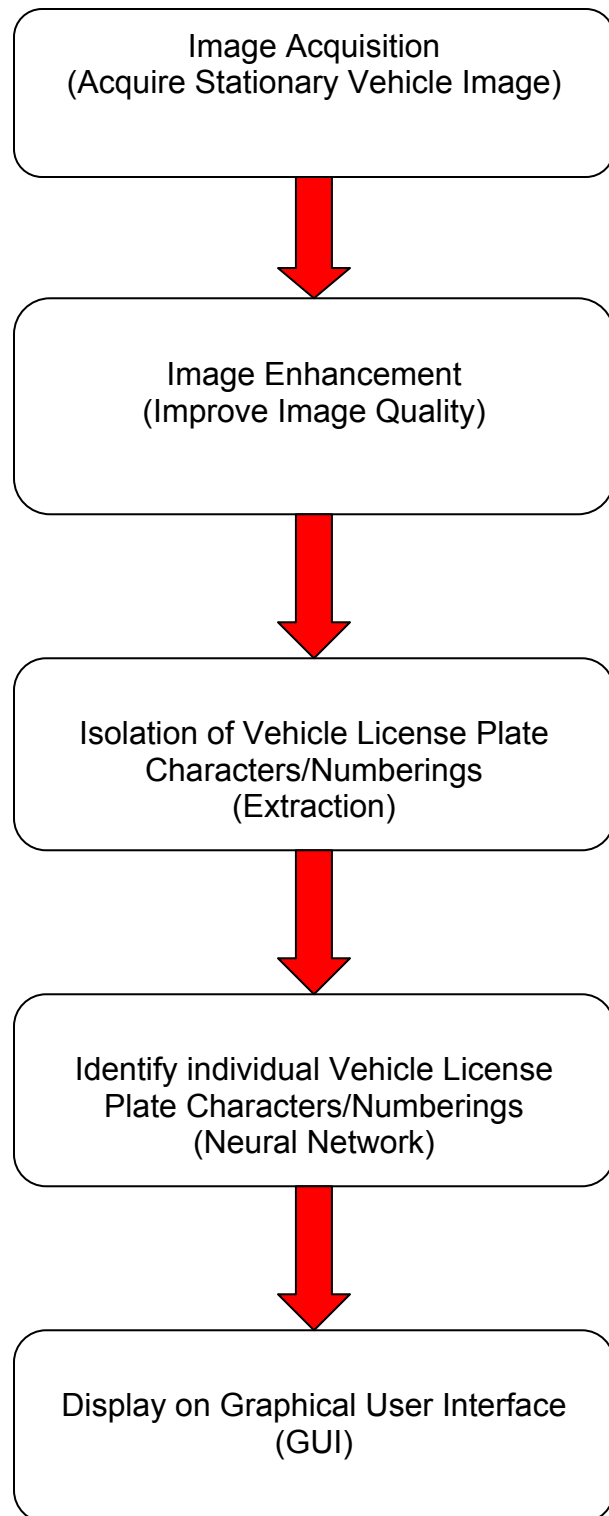 Image Acquisition
(Acquire Stationary Vehicle Image)
Image Enhancement
(Improve Image Quality)
Isolation of Vehicle License Plate
Characters/Numberings
(Extraction)
Identify individual Vehicle License
Plate Characters/Numberings
(Neural Network)
Display on Graphical User Interface
(GUI)